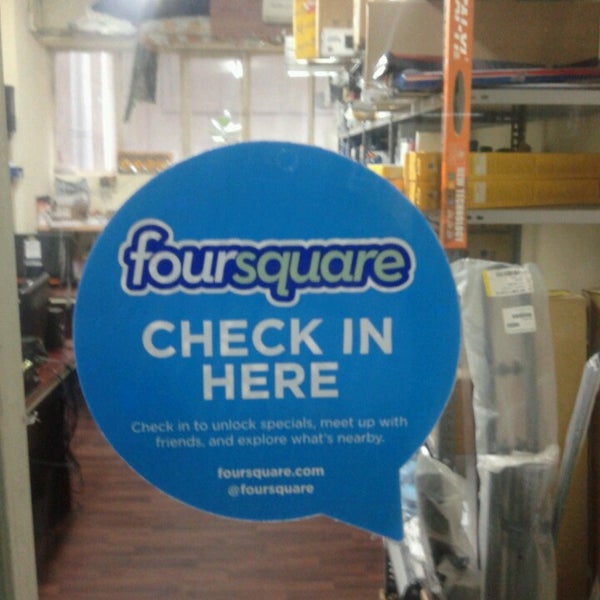 foursquare
CHECK IN
HERE
Check in to unlock specials, meet up with
friends, and explore what's nearby.
foursquare.com
@foursquare